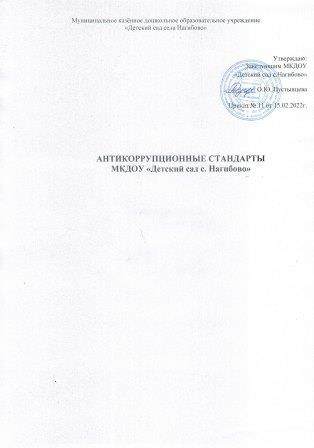 Муниципальное казённое дошкольное образовательное учреждение
«Детский сад села Нагибово»
Утверждаю:
Заведующим МКДОУ
«Детский сад с.Нагибово»
О.Ю. Пустынцева
Приказ № 11 от 15.02.2022г.
АНТИКОРРУПЦИОННЫЕ СТАНДАРТЫ
МКДОУ «Детский сад с. Нагибово»